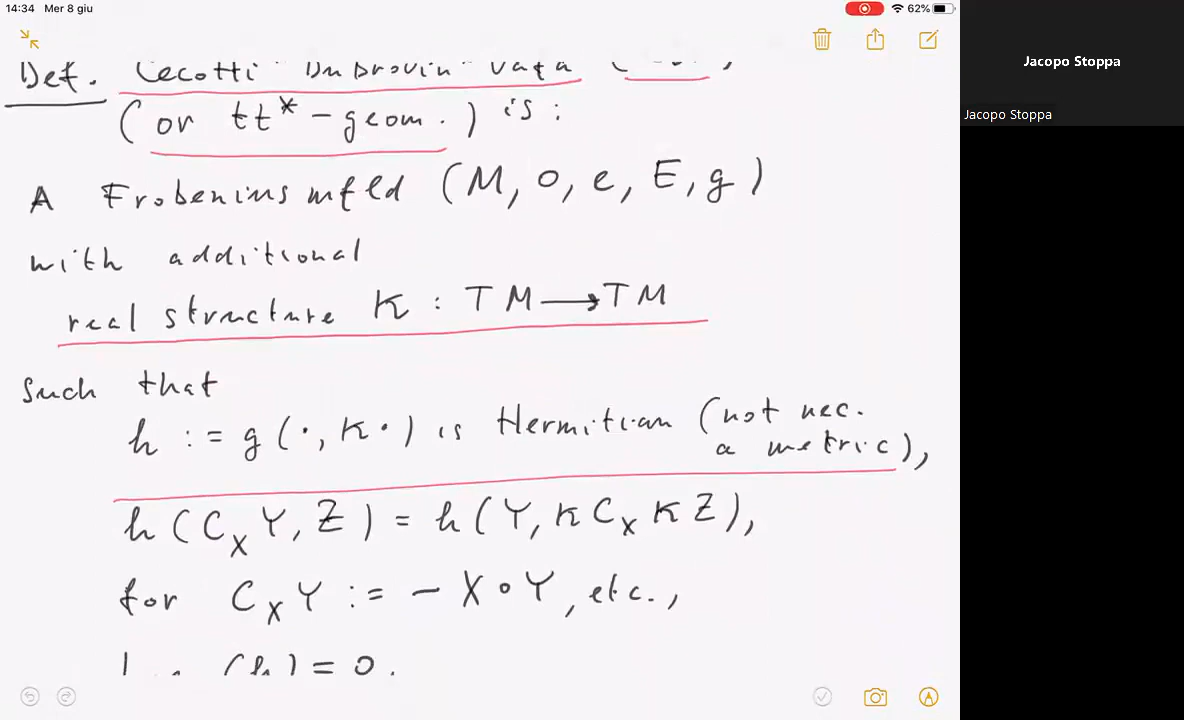 14:34 Mer 8 giu
62%
Jacopo Stoppa
Jacopo Stoppa
Def. Cecotti-Dubrovin-Vafa
(or tt*-geom.) is:
A Frobenius mfld (M, o, e, E, g)
with additional
real structure K : TM ⟶ TM
Such that
h := g(·, K·) is Hermitian (not nec.
a metric),
h(C_X Y, Z) = h(Y, K C_X K Z),
for C_X Y := - X ∘ Y, etc.,
(h) = 0.